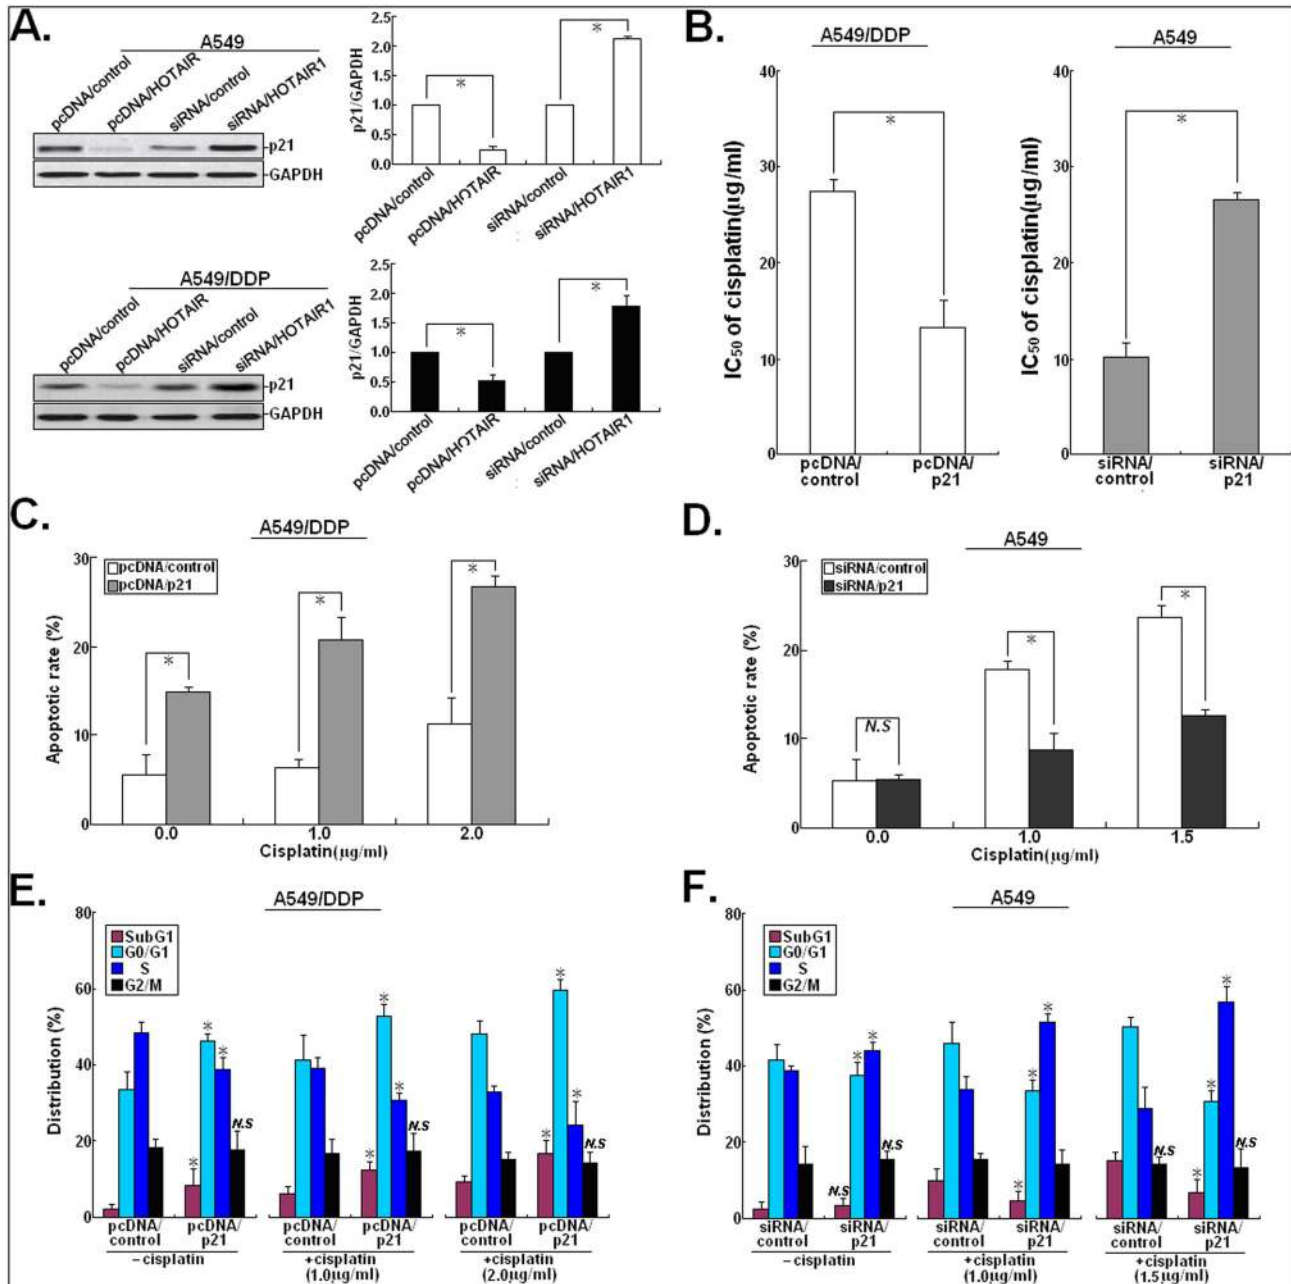 A.
A549
pcDNA/control
pcDNA/HOTAIR
siRNA/control
siRNA/HOTAIR1
-p21
-GAPDH
p21/GAPDH
2.5
2.0
1.5
1.0
0.5
0.0
*
*
pcDNA/control
pcDNA/HOTAIR
siRNA/control
siRNA/HOTAIR1
A549/DDP
pcDNA/control
pcDNA/HOTAIR
siRNA/control
siRNA/HOTAIR1
-p21
-GAPDH
p21/GAPDH
2.5
2.0
1.5
1.0
0.5
0.0
*
*
pcDNA/control
pcDNA/HOTAIR
siRNA/control
siRNA/HOTAIR1
B.
A549/DDP
IC50 of cisplatin(μg/ml)
40
30
20
10
0
*
pcDNA/
control
pcDNA/
p21
A549
IC50 of cisplatin(μg/ml)
40
30
20
10
0
*
siRNA/
control
siRNA/
p21
C.
A549/DDP
pcDNA/control
pcDNA/p21
Apoptotic rate (%)
30
20
10
0
*
*
*
0.0 1.0 2.0
Cisplatin(μg/ml)
D.
A549
siRNA/control
siRNA/p21
Apoptotic rate (%)
30
20
10
0
N.S
*
*
0.0 1.0 1.5
Cisplatin(μg/ml)
E.
A549/DDP
SubG1
G0/G1
S
G2/M
Distribution (%)
80
60
40
20
0
* * * N.S
* * * N.S
* * * N.S
pcDNA/
control
pcDNA/
p21
pcDNA/
control
pcDNA/
p21
pcDNA/
control
pcDNA/
p21
−cisplatin
+cisplatin
(1.0μg/ml)
+cisplatin
(2.0μg/ml)
F.
A549
SubG1
G0/G1
S
G2/M
Distribution (%)
80
60
40
20
0
N.S * * N.S
* * *
N.S
* * * N.S
siRNA/
control
siRNA/
p21
siRNA/
control
siRNA/
p21
siRNA/
control
siRNA/
p21
−cisplatin
+cisplatin
(1.0μg/ml)
+cisplatin
(1.5μg/ml)